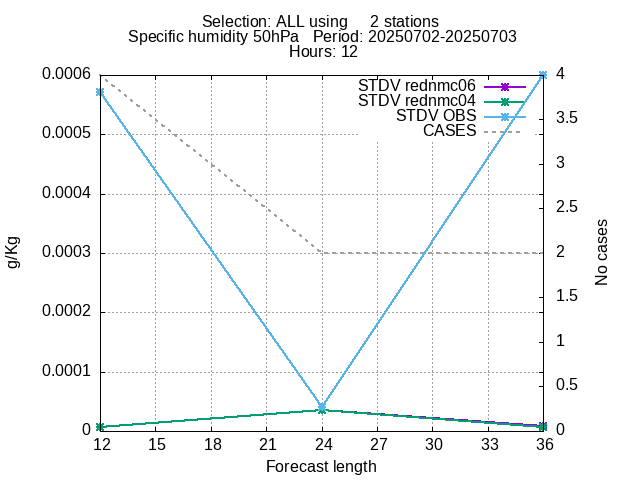 Selection: ALL using     2 stations
Specific humidity 50hPa   Period: 20250702-20250703
Hours: 12
0.0006
0.0005
0.0004
0.0003
0.0002
0.0001
0
4
3.5
3
2.5
2
1.5
1
0.5
0
STDV rednmc06
STDV rednmc04
STDV OBS
CASES
g/Kg
No cases
12 15 18 21 24 27 30 33 36
Forecast length